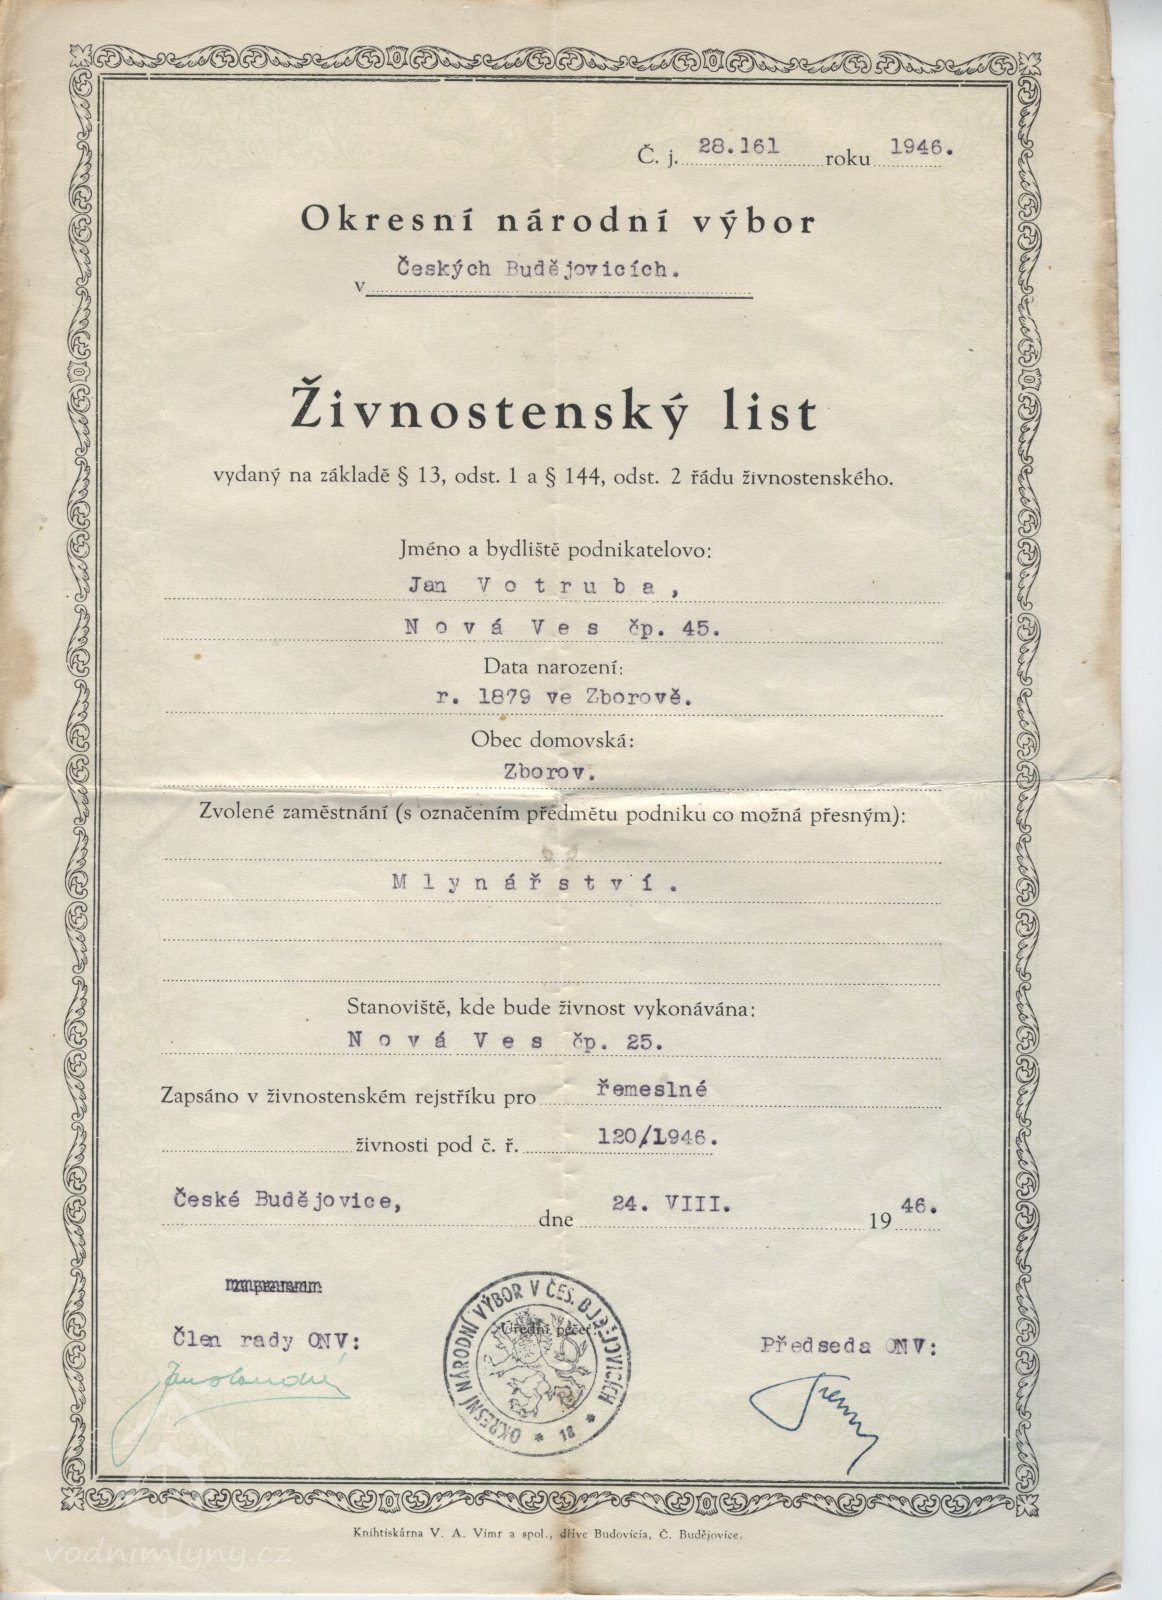 Č. j. 28.161 roku 1946.
Okresní národní výbor
v Českých Budějovicích.
Živnostenský list
vydaný na základě § 13, odst. 1 a § 144, odst. 2 řádu živnostenského.
Jméno a bydliště podnikatelovo:
Jan Votruba,
Nová Ves čp. 45.
Data narození:
r. 1879 ve Zborově.
Obec domovská:
Zborov.
Zvolené zaměstnání (s označením předmětu podniku co možná přesným):
Mlynářství.
Stanoviště, kde bude živnost vykonávána:
Nová Ves čp. 25.
Zapsáno v živnostenském rejstříku pro řemeslné
živnosti pod č. ř. 120/1946.
České Budějovice, dne 24. VIII. 1946.
Úřední pečeť
OKRESNÍ NÁRODNÍ VÝBOR V ČES. BUDĚJOVICÍCH * 18 *
Člen rady ONV: Předseda ONV:
Knihtiskárna V. A. Vimr a spol., dříve Budovicia, Č. Budějovice.
vodnimlyny.cz